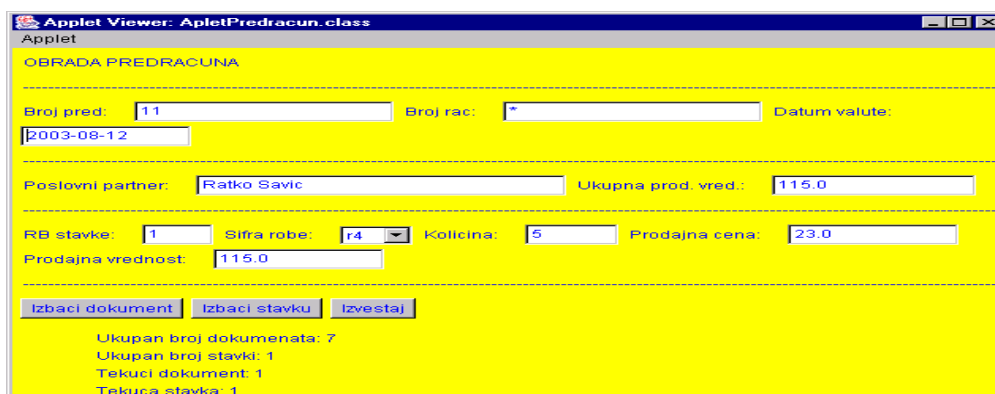 Applet Viewer: ApletPredracun.class
Applet
OBRADA PREDRACUNA
Broj pred: 11 Broj rac: * Datum valute:
2003-08-12
Poslovni partner: Ratko Savic Ukupna prod. vred.: 115.0
RB stavke: 1 Sifra robe: r4 Kolicina: 5 Prodajna cena: 23.0
Prodajna vrednost: 115.0
Izbaci dokument Izbaci stavku Izvestaj
Ukupan broj dokumenata: 7
Ukupan broj stavki: 1
Tekuci dokument: 1
Tekuca stavka: 1